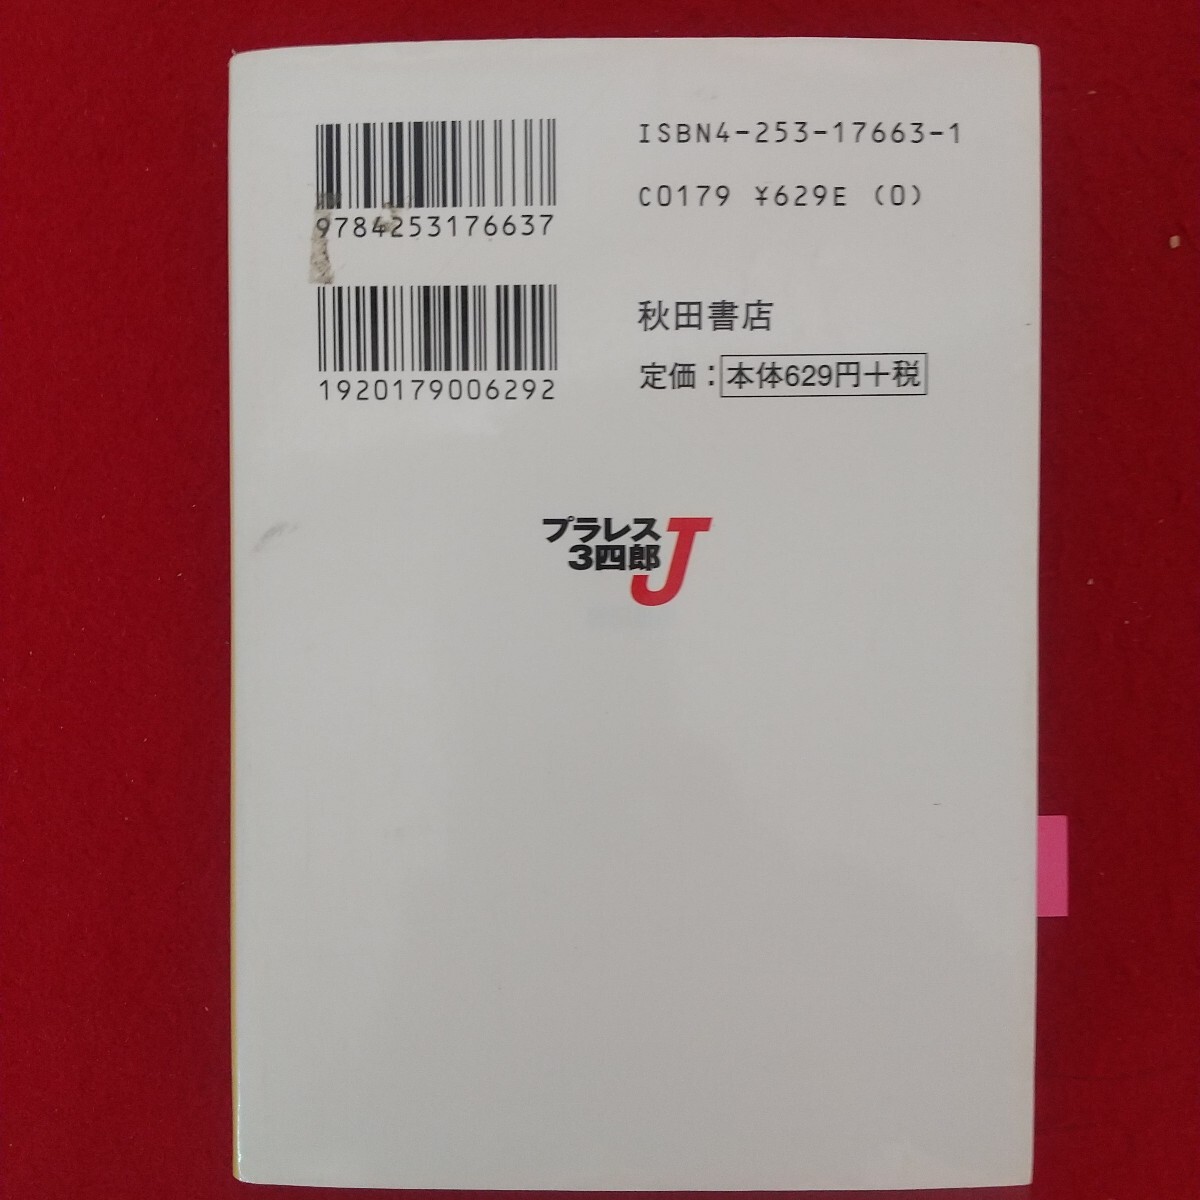 9784253176637
1920179006292
ISBN4-253-17663-1
C0179 ¥629E (0)
秋田書店
定価：本体629円＋税
プラレス
3四郎J